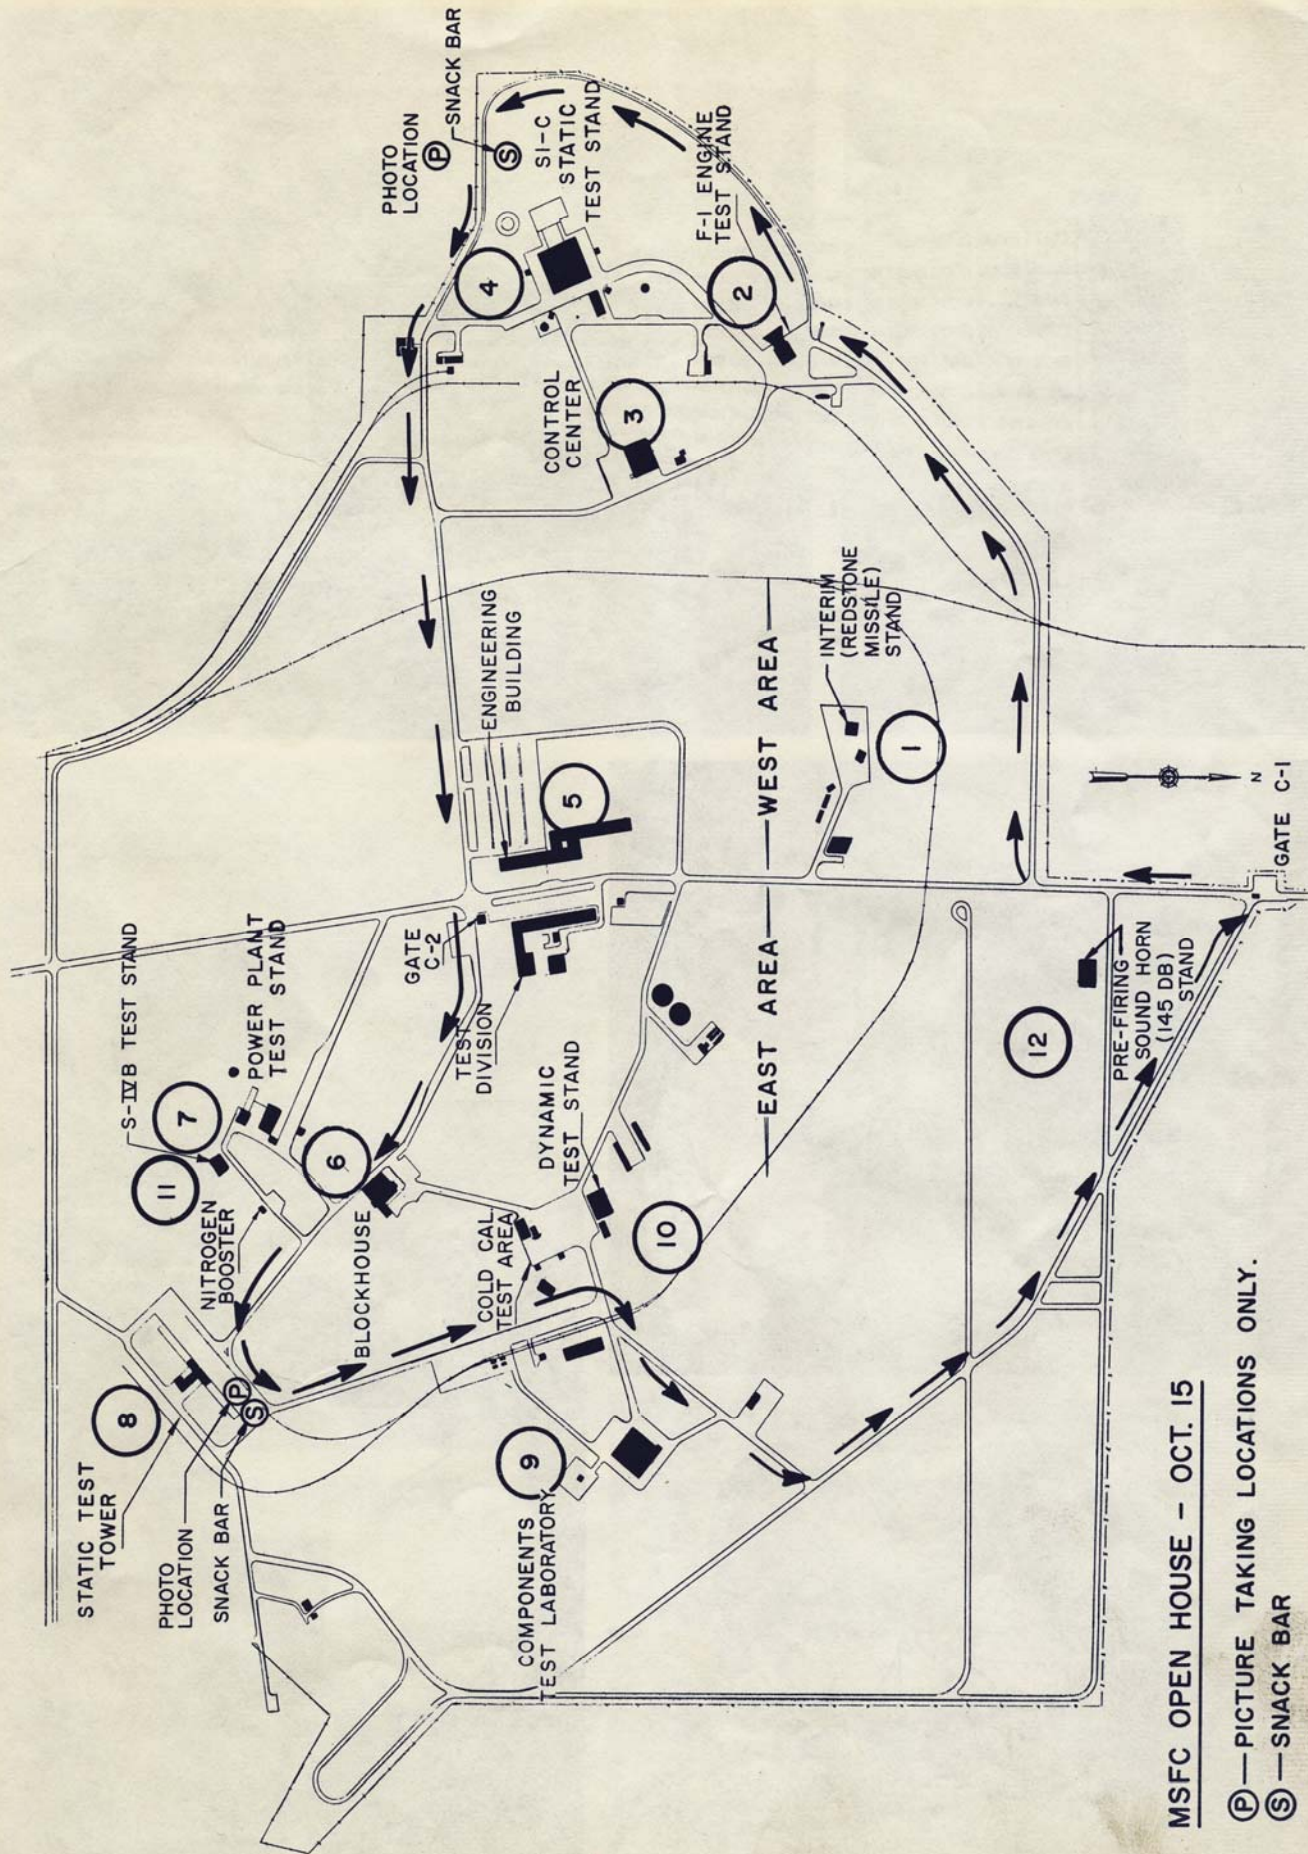 STATIC TEST
TOWER
8
PHOTO
LOCATION
SNACK BAR
P
S
11
7
S-IVB TEST STAND
NITROGEN
BOOSTER
POWER PLANT
TEST STAND
6
BLOCKHOUSE
GATE
C-2
TEST
DIVISION
ENGINEERING
BUILDING
5
PHOTO
LOCATION
P
SNACK BAR
S
SI-C
STATIC
TEST STAND
4
CONTROL
CENTER
3
F-1 ENGINE
TEST STAND
2
COMPONENTS
TEST LABORATORY
9
COLD CAL.
TEST AREA
DYNAMIC
TEST STAND
10
EAST AREA
WEST AREA
INTERIM
(REDSTONE
MISSILE)
STAND
1
12
PRE-FIRING
SOUND HORN
(145 DB)
STAND
N
GATE C-1
MSFC OPEN HOUSE - OCT. 15
P — PICTURE TAKING LOCATIONS ONLY.
S — SNACK BAR